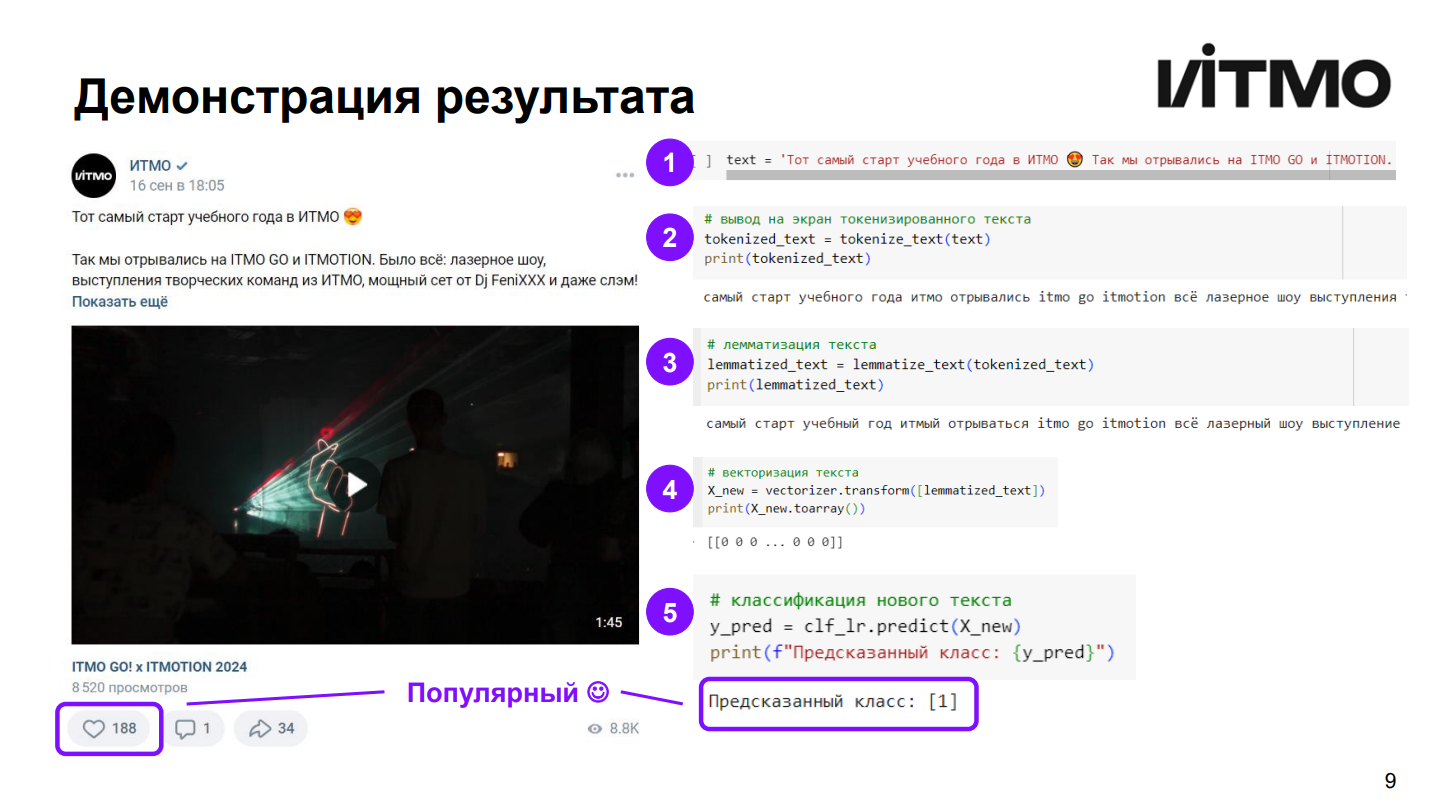 Демонстрация результата
ИТМО
ИТМО
ИТМО
16 сен в 18:05
Тот самый старт учебного года в ИТМО 😍
Так мы отрывались на ITMO GO и ITMOTION. Было всё: лазерное шоу,
выступления творческих команд из ИТМО, мощный сет от Dj FeniXXX и даже слэм!
Показать ещё
1:45
ITMO GO! x ITMOTION 2024
8 520 просмотров
188
1
34
8.8K
Популярный ☺
1
[ ] text = 'Тот самый старт учебного года в ИТМО 😍 Так мы отрывались на ITMO GO и ITMOTION.
2
# вывод на экран токенизированного текста
tokenized_text = tokenize_text(text)
print(tokenized_text)
самый старт учебного года итмо отрывались itmo go itmotion всё лазерное шоу выступления
3
# лемматизация текста
lemmatized_text = lemmatize_text(tokenized_text)
print(lemmatized_text)
самый старт учебный год итмый отрываться itmo go itmotion всё лазерный шоу выступление
4
# векторизация текста
X_new = vectorizer.transform([lemmatized_text])
print(X_new.toarray())
[[0 0 0 ... 0 0 0]]
5
# классификация нового текста
y_pred = clf_lr.predict(X_new)
print(f"Предсказанный класс: {y_pred}")
Предсказанный класс: [1]
9